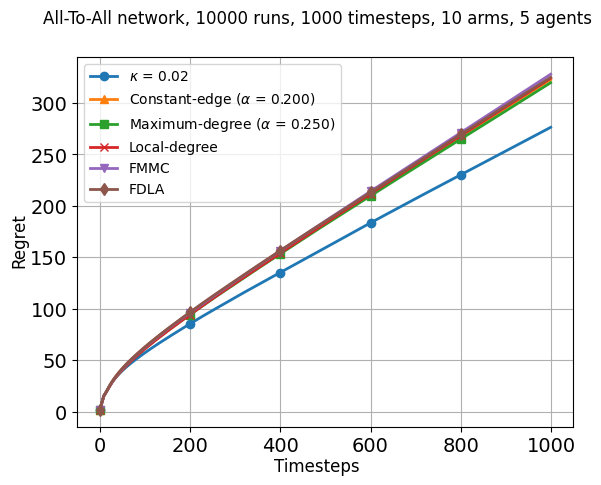 All-To-All network, 10000 runs, 1000 timesteps, 10 arms, 5 agents
κ = 0.02
Constant-edge (α = 0.200)
Maximum-degree (α = 0.250)
Local-degree
FMMC
FDLA
Regret
300
250
200
150
100
50
0
0 200 400 600 800 1000
Timesteps